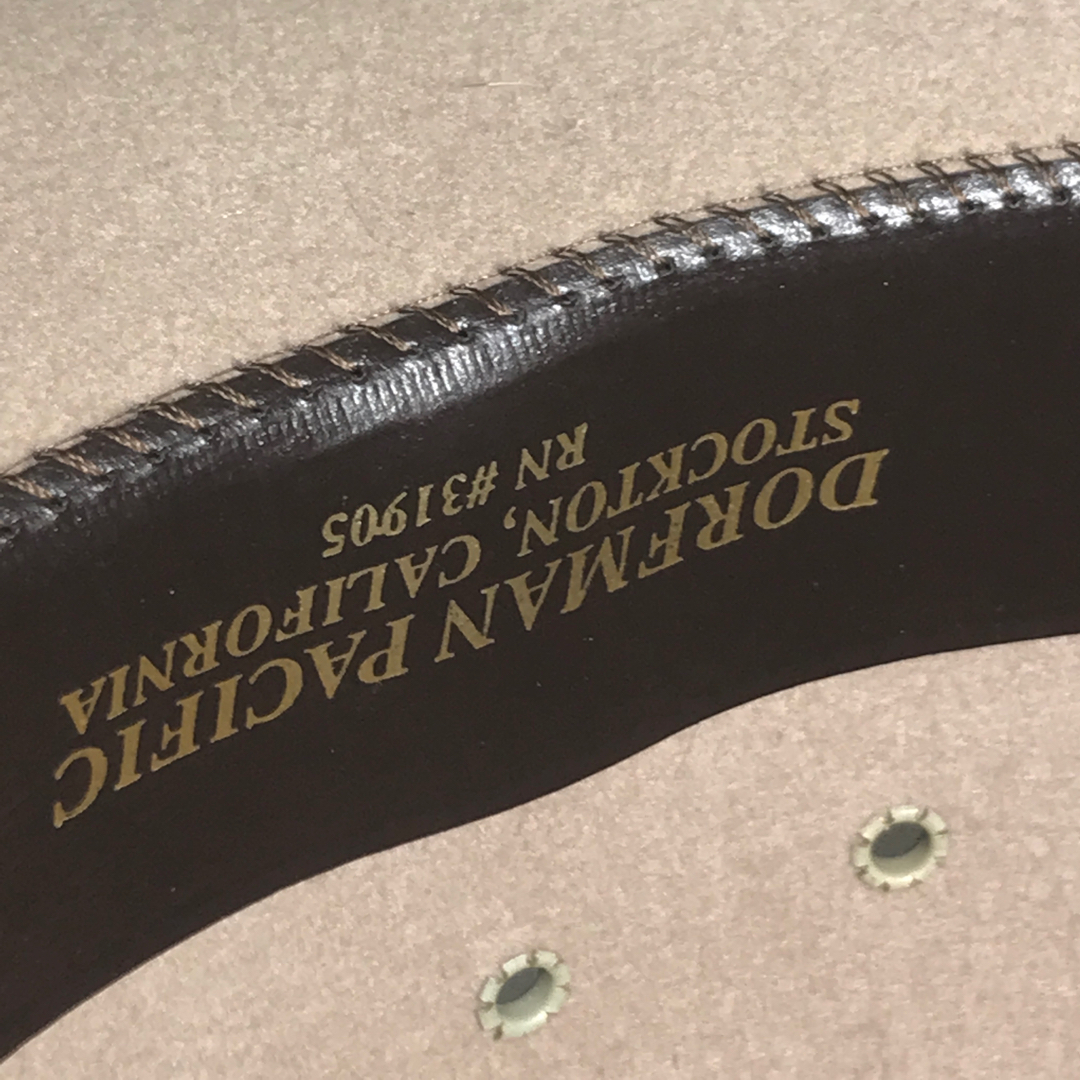 DORFMAN PACIFIC
STOCKTON, CALIFORNIA
RN #31905